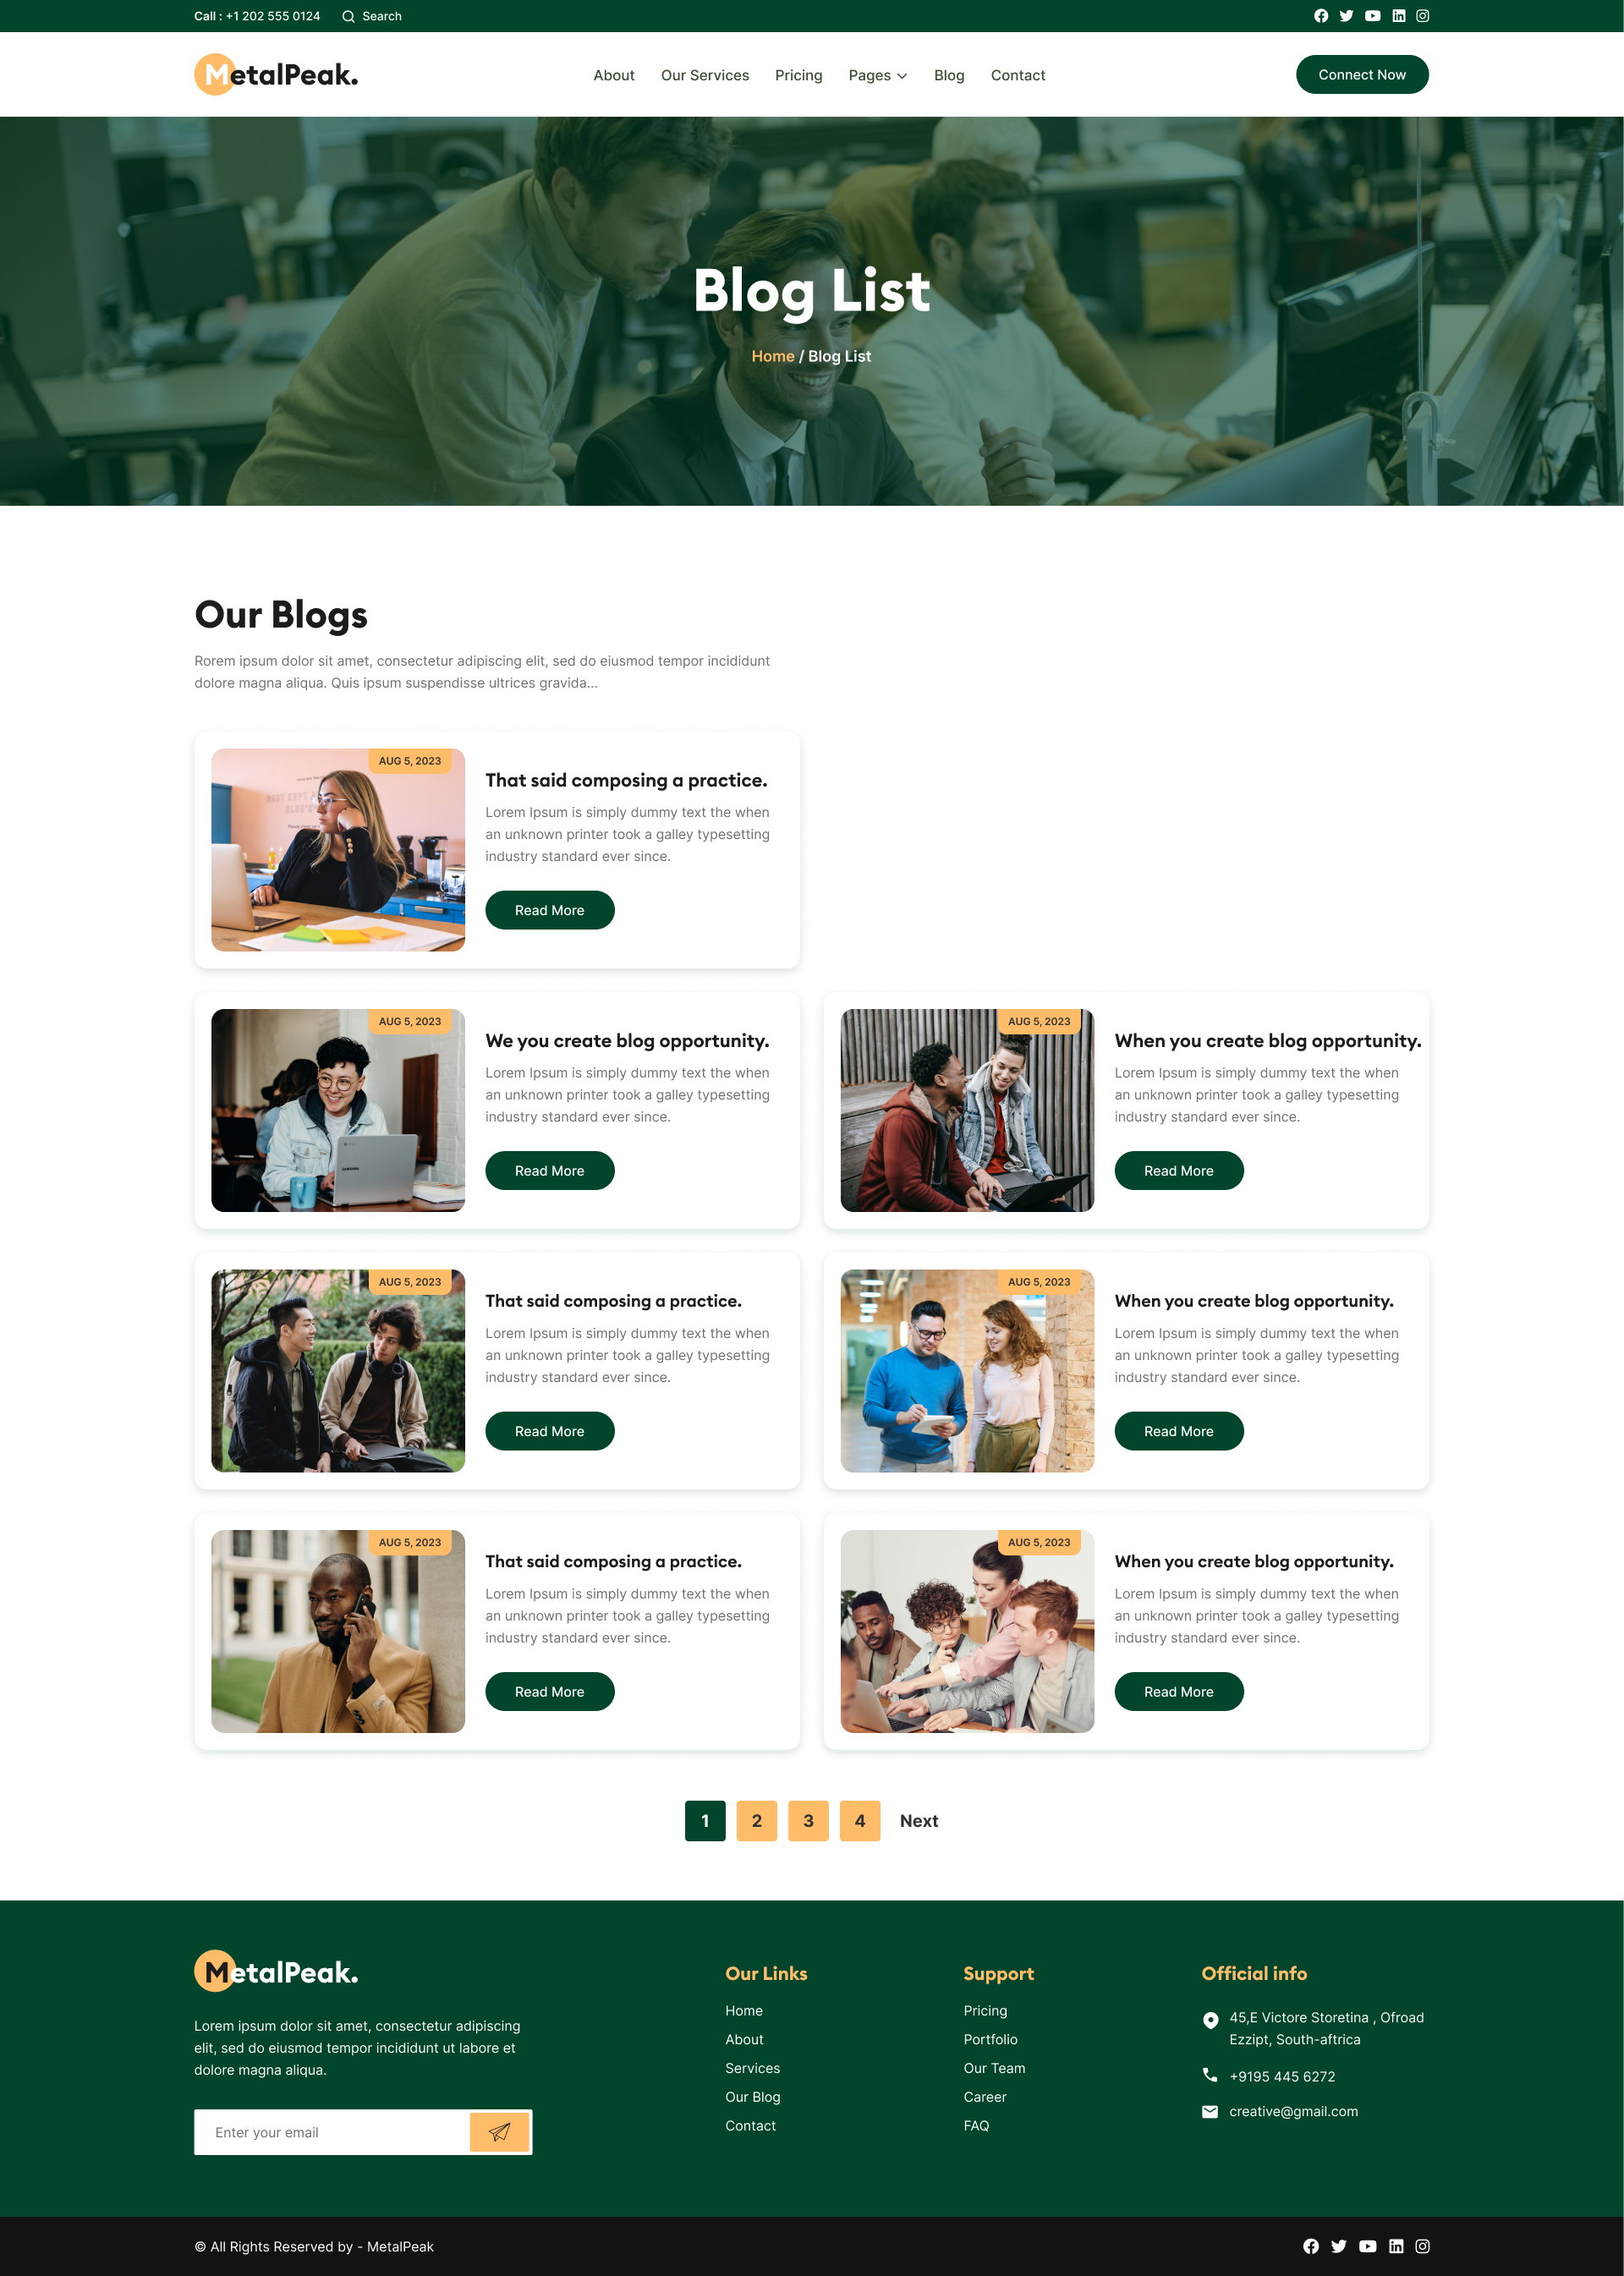 Call : +1 202 555 0124
Search
MetalPeak.
About
Our Services
Pricing
Pages
Blog
Contact
Connect Now
Blog List
Home / Blog List
Our Blogs
Rorem ipsum dolor sit amet, consectetur adipiscing elit, sed do eiusmod tempor incididunt
dolore magna aliqua. Quis ipsum suspendisse ultrices gravida...
AUG 5, 2023
That said composing a practice.
Lorem Ipsum is simply dummy text the when
an unknown printer took a galley typesetting
industry standard ever since.
Read More
AUG 5, 2023
We you create blog opportunity.
Lorem Ipsum is simply dummy text the when
an unknown printer took a galley typesetting
industry standard ever since.
Read More
SAMSUNG
AUG 5, 2023
When you create blog opportunity.
Lorem Ipsum is simply dummy text the when
an unknown printer took a galley typesetting
industry standard ever since.
Read More
AUG 5, 2023
That said composing a practice.
Lorem Ipsum is simply dummy text the when
an unknown printer took a galley typesetting
industry standard ever since.
Read More
AUG 5, 2023
When you create blog opportunity.
Lorem Ipsum is simply dummy text the when
an unknown printer took a galley typesetting
industry standard ever since.
Read More
AUG 5, 2023
That said composing a practice.
Lorem Ipsum is simply dummy text the when
an unknown printer took a galley typesetting
industry standard ever since.
Read More
AUG 5, 2023
When you create blog opportunity.
Lorem Ipsum is simply dummy text the when
an unknown printer took a galley typesetting
industry standard ever since.
Read More
1
2
3
4
Next
MetalPeak.
Lorem ipsum dolor sit amet, consectetur adipiscing
elit, sed do eiusmod tempor incididunt ut labore et
dolore magna aliqua.
Enter your email
Our Links
Home
About
Services
Our Blog
Contact
Support
Pricing
Portfolio
Our Team
Career
FAQ
Official info
45,E Victore Storetina , Ofroad
Ezzipt, South-aftrica
+9195 445 6272
creative@gmail.com
© All Rights Reserved by - MetalPeak